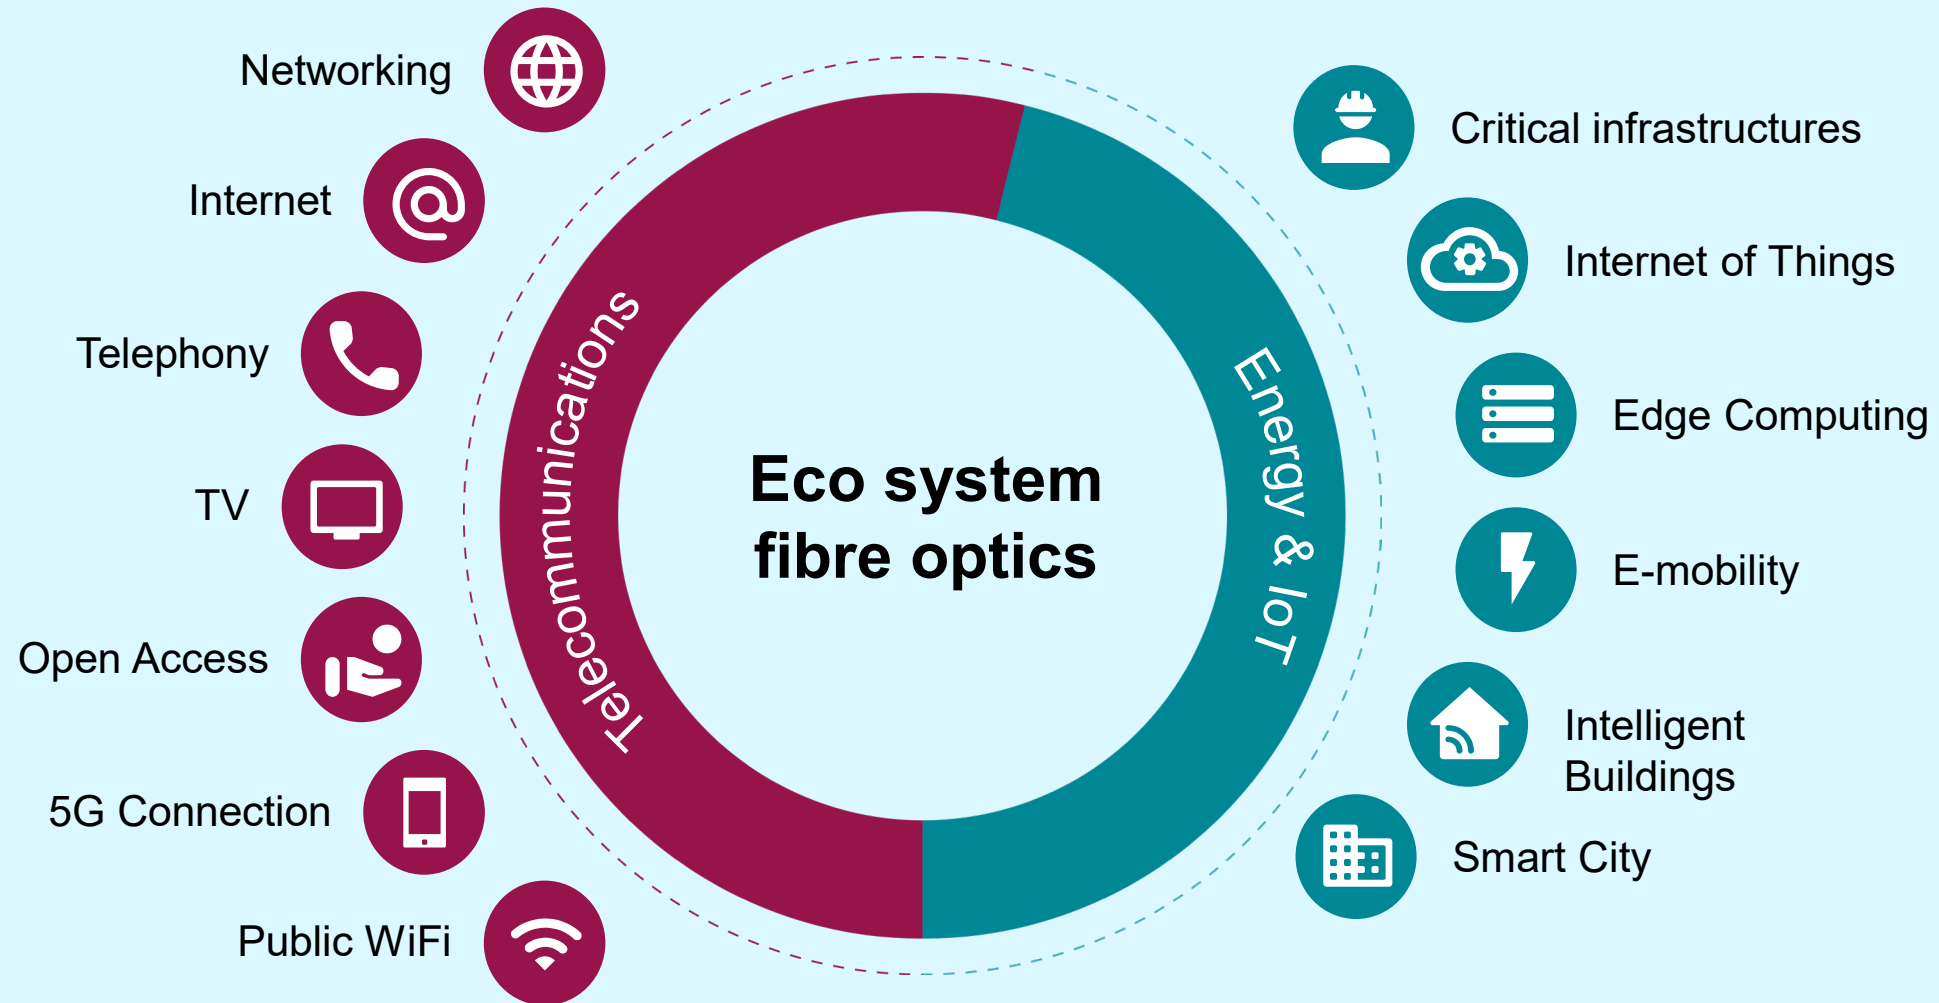 Networking
Internet
Telephony
TV
Open Access
5G Connection
Public WiFi
Telecommunications
Eco system
fibre optics
Energy & IoT
Critical infrastructures
Internet of Things
Edge Computing
E-mobility
Intelligent
Buildings
Smart City